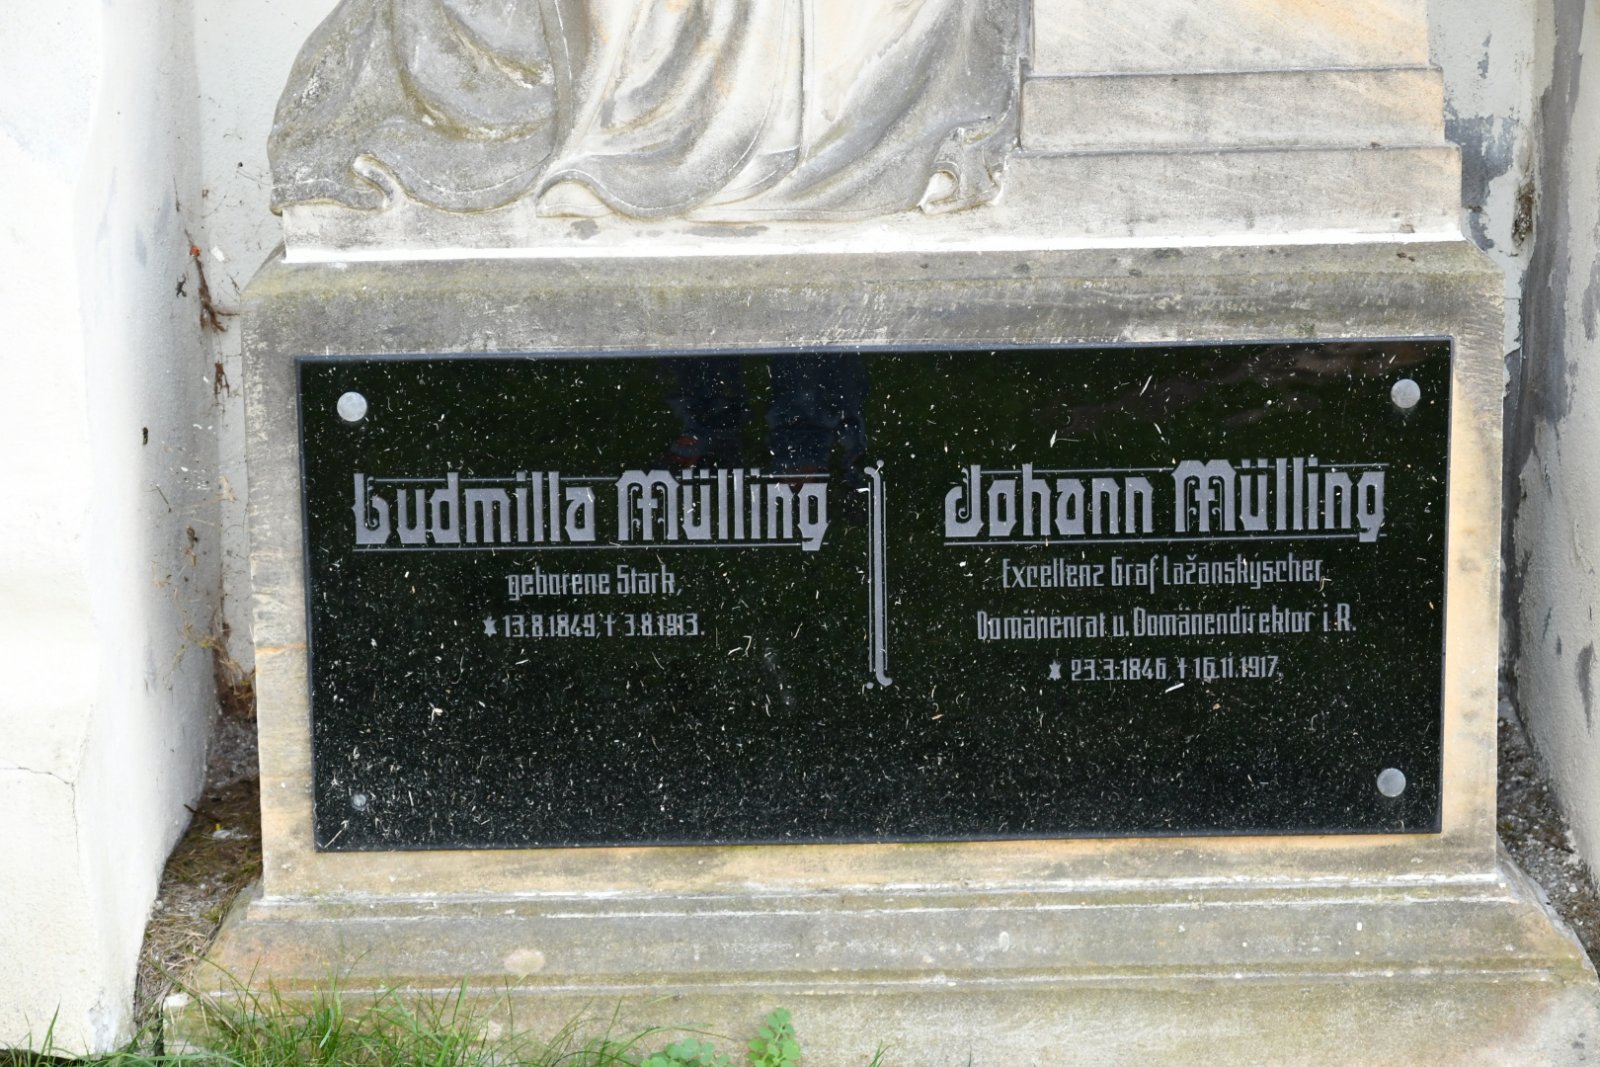 Ludmilla Mülling
geborene Stark,
* 13.8.1849, † 3.8.1913.
Johann Mülling
Excellenz Graf Lažanskyscher,
Domänenrat u. Domänendirektor i. R.
* 23.3.1846, † 16.11.1917.